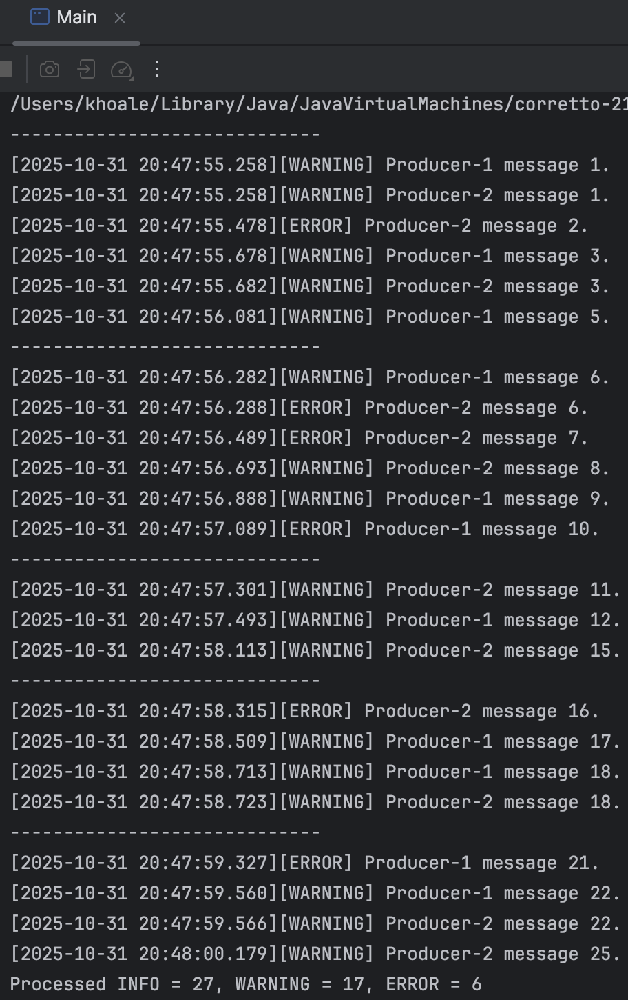 Main
/Users/khoale/Library/Java/JavaVirtualMachines/corretto-21
-----------------------------
[2025-10-31 20:47:55.258][WARNING] Producer-1 message 1.
[2025-10-31 20:47:55.258][WARNING] Producer-2 message 1.
[2025-10-31 20:47:55.478][ERROR] Producer-2 message 2.
[2025-10-31 20:47:55.678][WARNING] Producer-1 message 3.
[2025-10-31 20:47:55.682][WARNING] Producer-2 message 3.
[2025-10-31 20:47:56.081][WARNING] Producer-1 message 5.
-----------------------------
[2025-10-31 20:47:56.282][WARNING] Producer-1 message 6.
[2025-10-31 20:47:56.288][ERROR] Producer-2 message 6.
[2025-10-31 20:47:56.489][ERROR] Producer-2 message 7.
[2025-10-31 20:47:56.693][WARNING] Producer-2 message 8.
[2025-10-31 20:47:56.888][WARNING] Producer-1 message 9.
[2025-10-31 20:47:57.089][ERROR] Producer-1 message 10.
-----------------------------
[2025-10-31 20:47:57.301][WARNING] Producer-2 message 11.
[2025-10-31 20:47:57.493][WARNING] Producer-1 message 12.
[2025-10-31 20:47:58.113][WARNING] Producer-2 message 15.
-----------------------------
[2025-10-31 20:47:58.315][ERROR] Producer-2 message 16.
[2025-10-31 20:47:58.509][WARNING] Producer-1 message 17.
[2025-10-31 20:47:58.713][WARNING] Producer-1 message 18.
[2025-10-31 20:47:58.723][WARNING] Producer-2 message 18.
-----------------------------
[2025-10-31 20:47:59.327][ERROR] Producer-1 message 21.
[2025-10-31 20:47:59.560][WARNING] Producer-1 message 22.
[2025-10-31 20:47:59.566][WARNING] Producer-2 message 22.
[2025-10-31 20:48:00.179][WARNING] Producer-2 message 25.
Processed INFO = 27, WARNING = 17, ERROR = 6